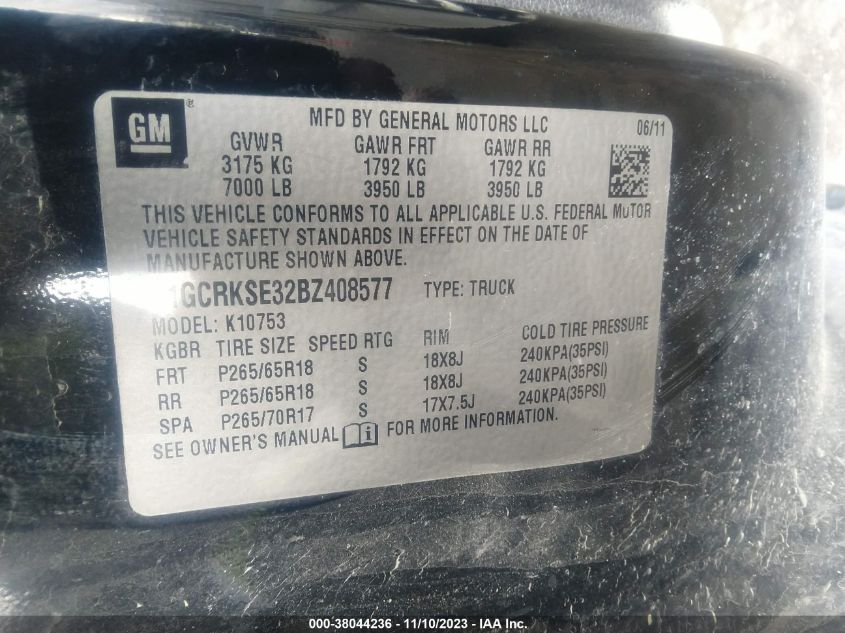 GM®
MFD BY GENERAL MOTORS LLC 06/11
GVWR GAWR FRT GAWR RR
3175 KG 1792 KG 1792 KG
7000 LB 3950 LB 3950 LB
THIS VEHICLE CONFORMS TO ALL APPLICABLE U.S. FEDERAL MOTOR
VEHICLE SAFETY STANDARDS IN EFFECT ON THE DATE OF
MANUFACTURE SHOWN ABOVE.
1GCRKSE32BZ408577 TYPE: TRUCK
MODEL: K10753
KGBR TIRE SIZE SPEED RTG RIM COLD TIRE PRESSURE
FRT P265/65R18 S 18X8J 240KPA(35PSI)
RR P265/65R18 S 18X8J 240KPA(35PSI)
SPA P265/70R17 S 17X7.5J 240KPA(35PSI)
SEE OWNER'S MANUAL FOR MORE INFORMATION.
000-38044236 - 11/10/2023 - IAA Inc.